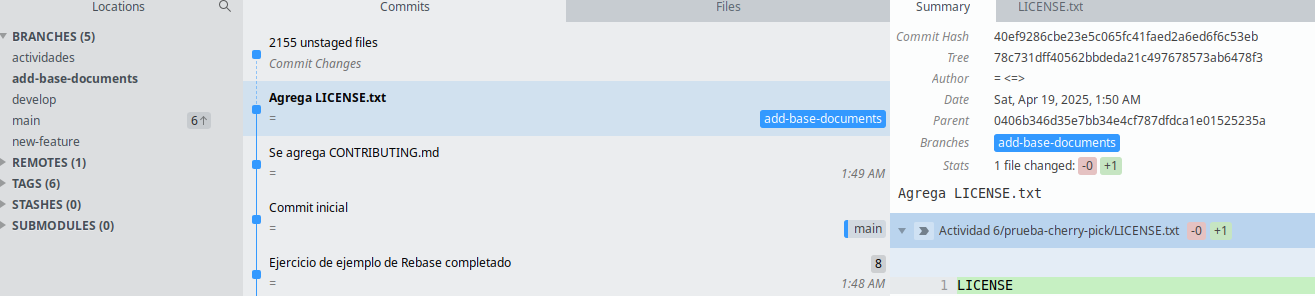 Locations
BRANCHES (5)
actividades
add-base-documents
develop
main 6↑
new-feature
REMOTES (1)
TAGS (6)
STASHES (0)
SUBMODULES (0)
Commits Files
2155 unstaged files
Commit Changes
Agrega LICENSE.txt
= add-base-documents
Se agrega CONTRIBUTING.md
= 1:49 AM
Commit inicial
= main
Ejercicio de ejemplo de Rebase completado 8
= 1:48 AM
Summary LICENSE.txt
Commit Hash 40ef9286cbe23e5c065fc41faed2a6ed6f6c53eb
Tree 78c731dff40562bbdeda21c497678573ab6478f3
Author = <=>
Date Sat, Apr 19, 2025, 1:50 AM
Parent 0406b346d35e7bb34e4cf787dfdca1e01525235a
Branches add-base-documents
Stats 1 file changed: -0 +1
Agrega LICENSE.txt
Actividad 6/prueba-cherry-pick/LICENSE.txt -0 +1
1 LICENSE